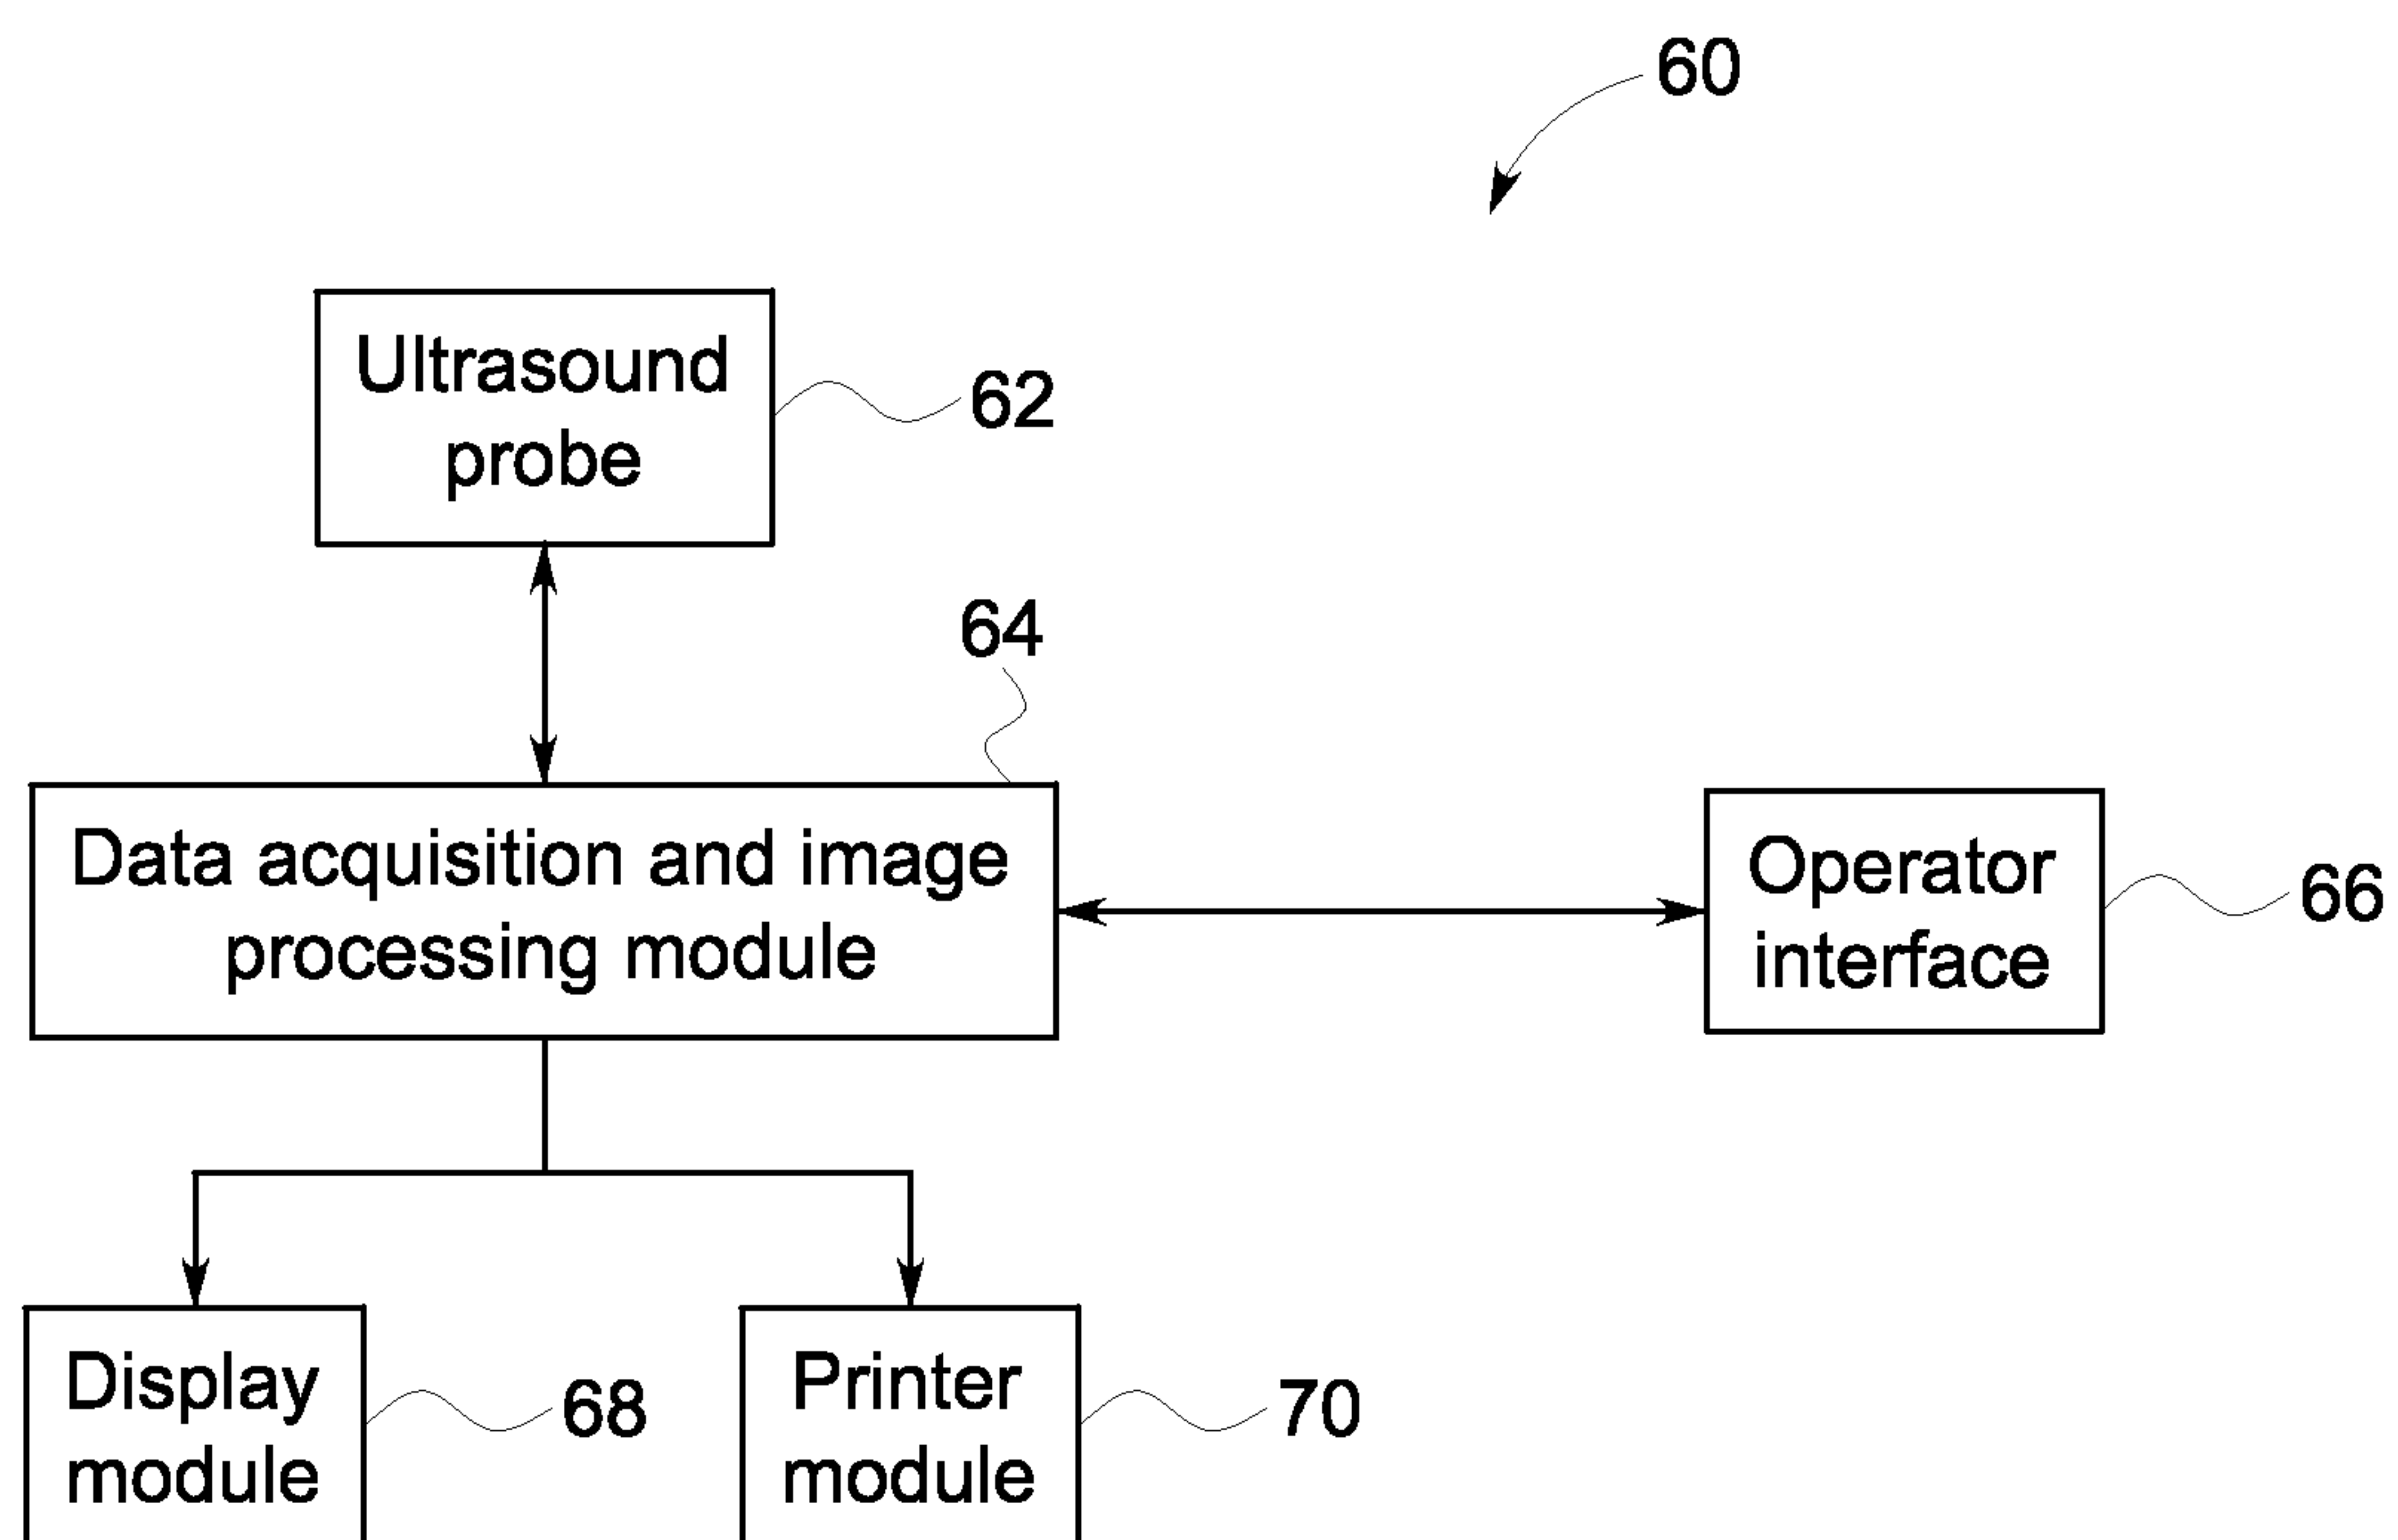 60
Ultrasound
probe
62
64
Data acquisition and image
processing module
Operator
interface
66
Display
module
68
Printer
module
70